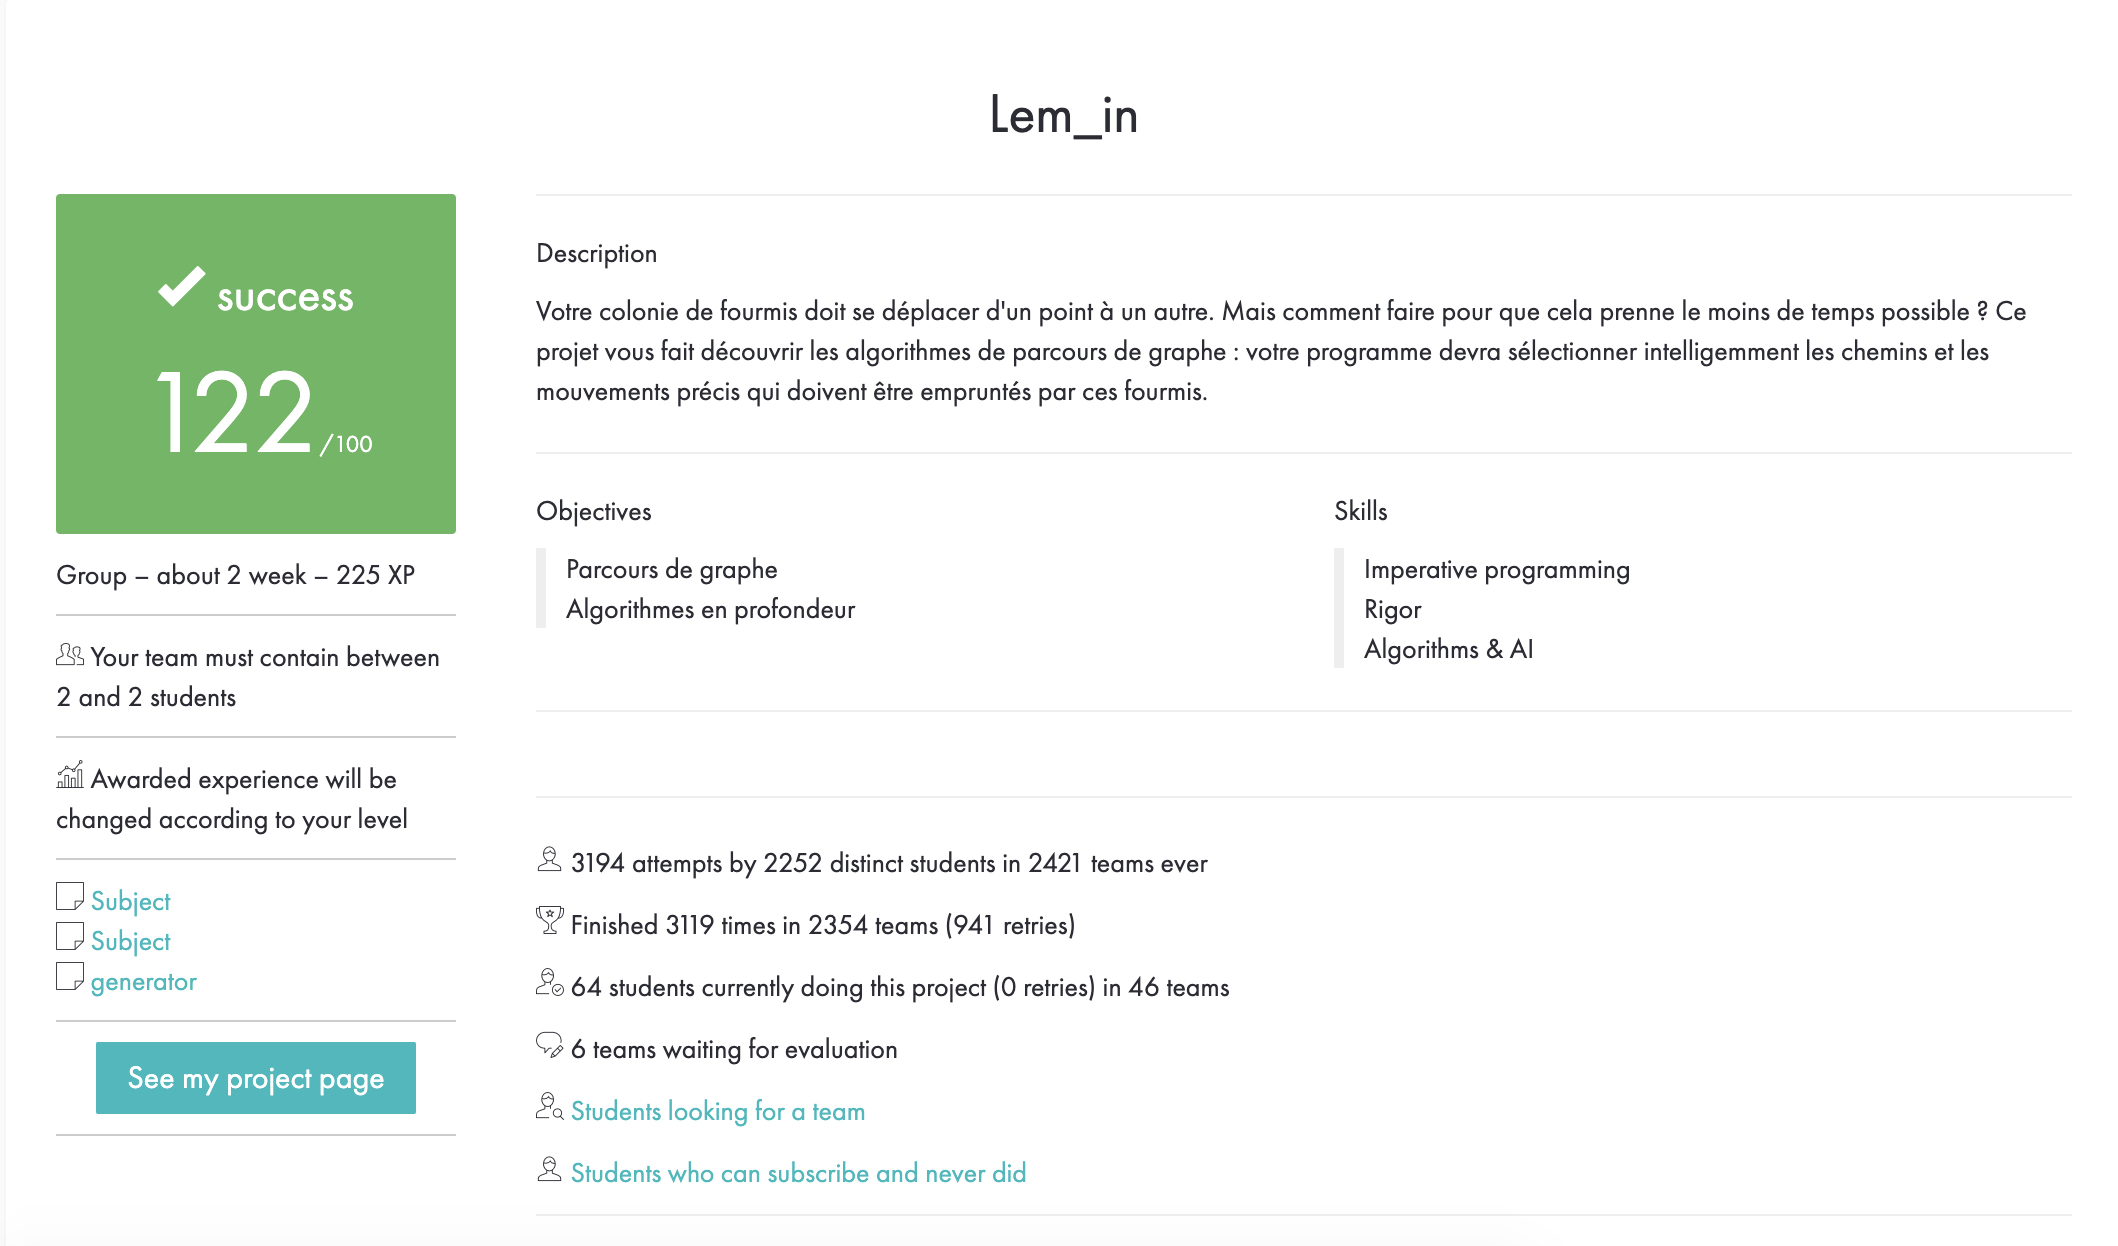 Lem_in
success
122 /100
Group – about 2 week – 225 XP
Your team must contain between
2 and 2 students
Awarded experience will be
changed according to your level
Subject
Subject
generator
See my project page
Description
Votre colonie de fourmis doit se déplacer d'un point à un autre. Mais comment faire pour que cela prenne le moins de temps possible ? Ce
projet vous fait découvrir les algorithmes de parcours de graphe : votre programme devra sélectionner intelligemment les chemins et les
mouvements précis qui doivent être empruntés par ces fourmis.
Objectives
Parcours de graphe
Algorithmes en profondeur
Skills
Imperative programming
Rigor
Algorithms & AI
3194 attempts by 2252 distinct students in 2421 teams ever
Finished 3119 times in 2354 teams (941 retries)
64 students currently doing this project (0 retries) in 46 teams
6 teams waiting for evaluation
Students looking for a team
Students who can subscribe and never did